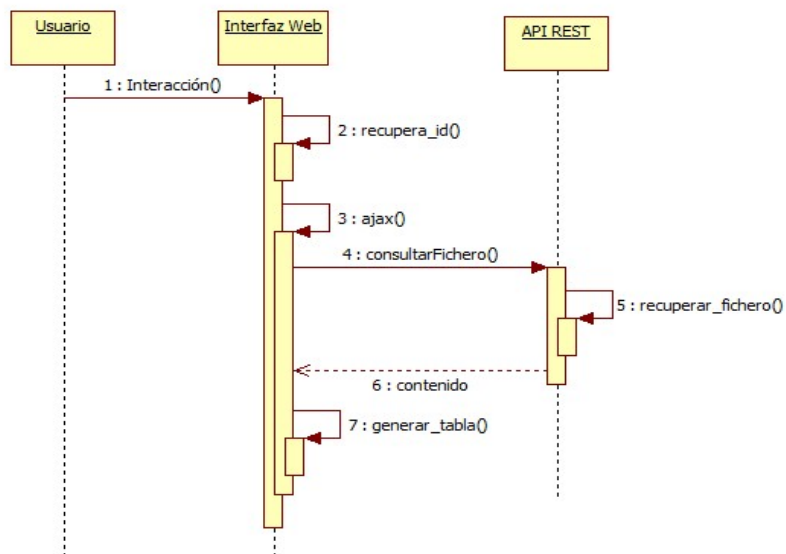 Usuario
Interfaz Web
API REST
1 : Interacción()
2 : recupera_id()
3 : ajax()
4 : consultarFichero()
5 : recuperar_fichero()
6 : contenido
7 : generar_tabla()